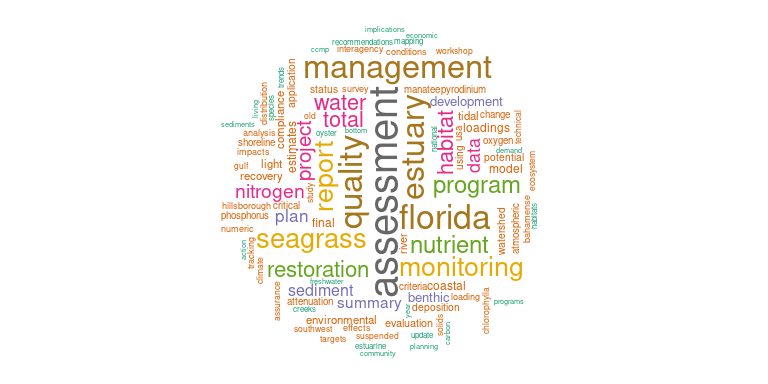 implications
economic
recommendations
mapping
ccmp
interagency
conditions
workshop
management
trends
application
status
survey
manatee
pyrodinium
living
distribution
species
compliance
water
assessment
estuary
development
old
total
habitat
tidal
change
technical
sediments
analysis
estimates
project
oyster
bottom
quality
national
usa
loadings
shoreline
report
data
oxygen
impacts
using
demand
gulf
light
potential
ecosystem
recovery
model
nitrogen
study
program
hillsborough
critical
phosphorus
plan
final
florida
watershed
atmospheric
bahamense
habitats
numeric
seagrass
river
nutrient
action
tracking
climate
restoration
monitoring
freshwater
assurance
sediment
criteria
coastal
attenuation
summary
benthic
loading
programs
creeks
year
deposition
chlorophylla
environmental
evaluation
solids
carbon
southwest
effects
targets
suspended
update
estuarine
planning
community